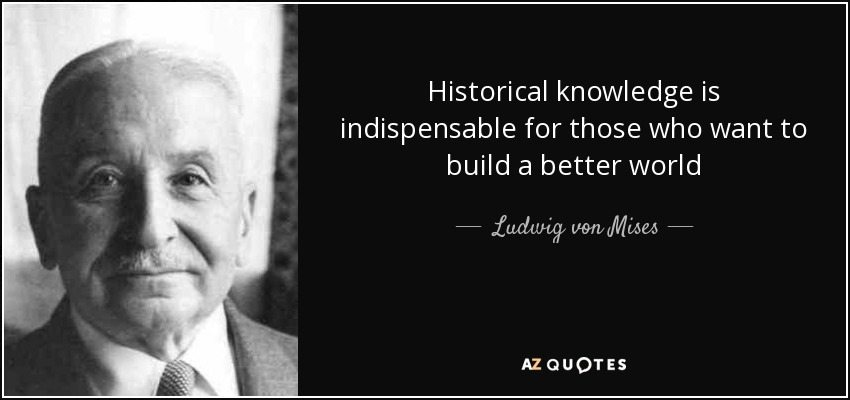 Historical knowledge is
indispensable for those who want to
build a better world
— Ludwig von Mises —
AZ QUOTES